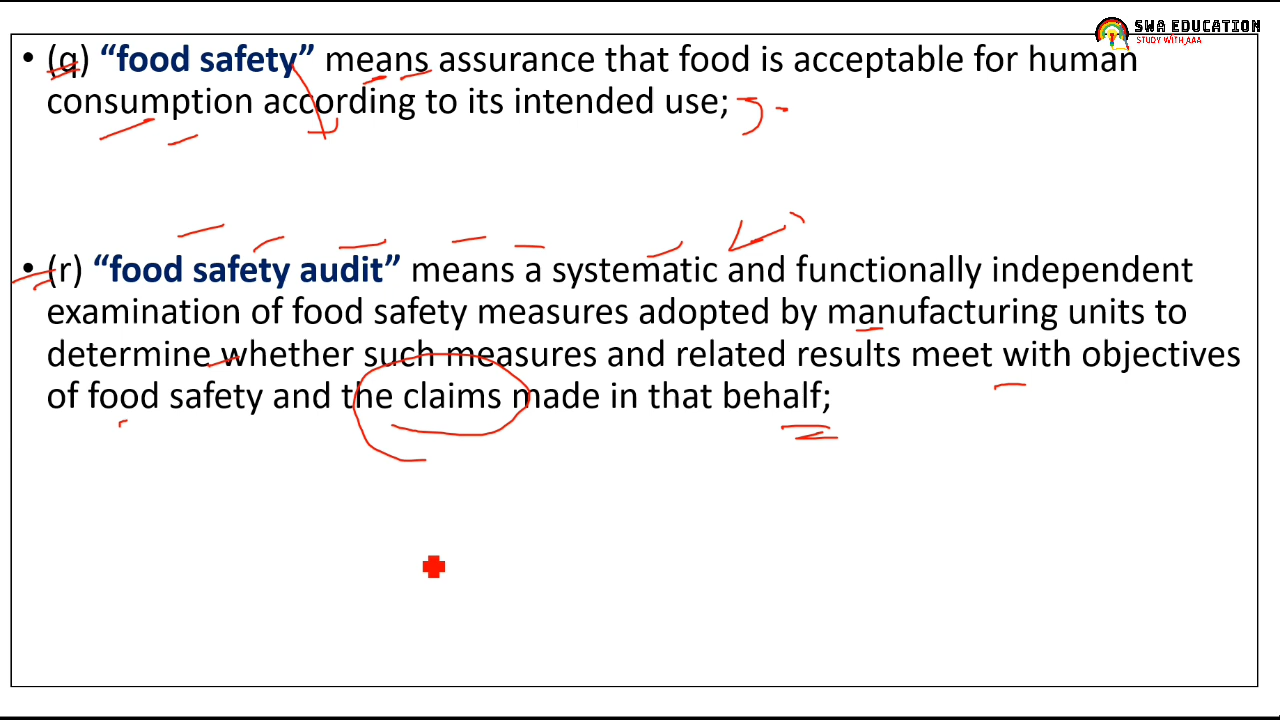 SWA EDUCATION
STUDY WITH AAA
• (q) “food safety” means assurance that food is acceptable for human
consumption according to its intended use;
• (r) “food safety audit” means a systematic and functionally independent
examination of food safety measures adopted by manufacturing units to
determine whether such measures and related results meet with objectives
of food safety and the claims made in that behalf;